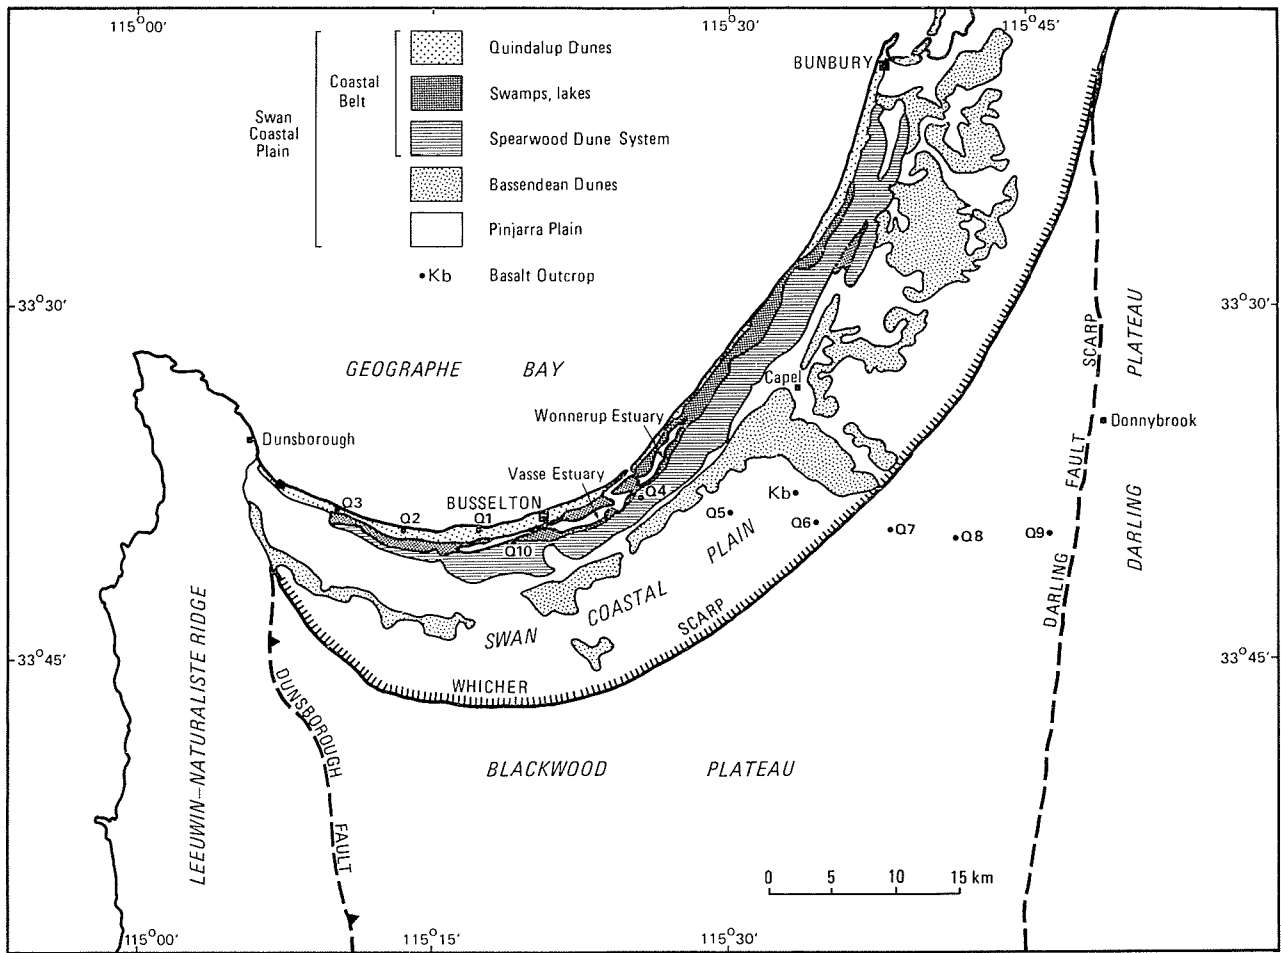 115°00'
115°30'
115°45'
Quindalup Dunes
Swamps, lakes
Spearwood Dune System
Bassendean Dunes
Pinjarra Plain
•Kb Basalt Outcrop
Coastal
Belt
Swan
Coastal
Plain
BUNBURY
33°30'
33°30'
GEOGRAPHE BAY
Capel
Wonnerup Estuary
Vasse Estuary
Dunsborough
BUSSELTON
Donnybrook
Q3
Q2
Q1
Q10
Q4
Q5
Kb
Q6
Q7
Q8
Q9
SWAN COASTAL PLAIN
WHICHER SCARP
DARLING FAULT SCARP
DARLING PLATEAU
33°45'
33°45'
LEEUWIN–NATURALISTE RIDGE
DUNSBOROUGH FAULT
BLACKWOOD PLATEAU
0 5 10 15 km
115°00'
115°15'
115°30'